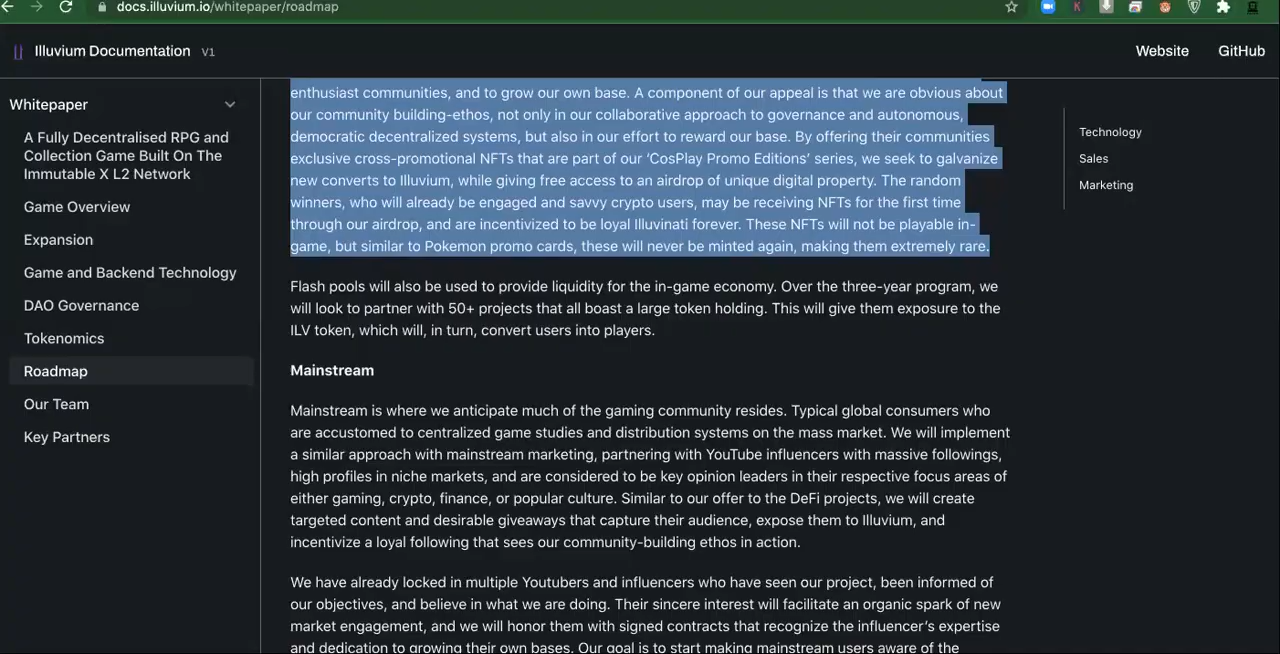 docs.illuvium.io/whitepaper/roadmap
Illuvium Documentation V1
Website
GitHub
Whitepaper
A Fully Decentralised RPG and
Collection Game Built On The
Immutable X L2 Network
Game Overview
Expansion
Game and Backend Technology
DAO Governance
Tokenomics
Roadmap
Our Team
Key Partners
enthusiast communities, and to grow our own base. A component of our appeal is that we are obvious about
our community building-ethos, not only in our collaborative approach to governance and autonomous,
democratic decentralized systems, but also in our effort to reward our base. By offering their communities
exclusive cross-promotional NFTs that are part of our ‘CosPlay Promo Editions’ series, we seek to galvanize
new converts to Illuvium, while giving free access to an airdrop of unique digital property. The random
winners, who will already be engaged and savvy crypto users, may be receiving NFTs for the first time
through our airdrop, and are incentivized to be loyal Illuvinati forever. These NFTs will not be playable in-
game, but similar to Pokemon promo cards, these will never be minted again, making them extremely rare.
Flash pools will also be used to provide liquidity for the in-game economy. Over the three-year program, we
will look to partner with 50+ projects that all boast a large token holding. This will give them exposure to the
ILV token, which will, in turn, convert users into players.
Mainstream
Mainstream is where we anticipate much of the gaming community resides. Typical global consumers who
are accustomed to centralized game studies and distribution systems on the mass market. We will implement
a similar approach with mainstream marketing, partnering with YouTube influencers with massive followings,
high profiles in niche markets, and are considered to be key opinion leaders in their respective focus areas of
either gaming, crypto, finance, or popular culture. Similar to our offer to the DeFi projects, we will create
targeted content and desirable giveaways that capture their audience, expose them to Illuvium, and
incentivize a loyal following that sees our community-building ethos in action.
We have already locked in multiple Youtubers and influencers who have seen our project, been informed of
our objectives, and believe in what we are doing. Their sincere interest will facilitate an organic spark of new
market engagement, and we will honor them with signed contracts that recognize the influencer’s expertise
and dedication to growing their own bases. Our goal is to start making mainstream users aware of the
Technology
Sales
Marketing